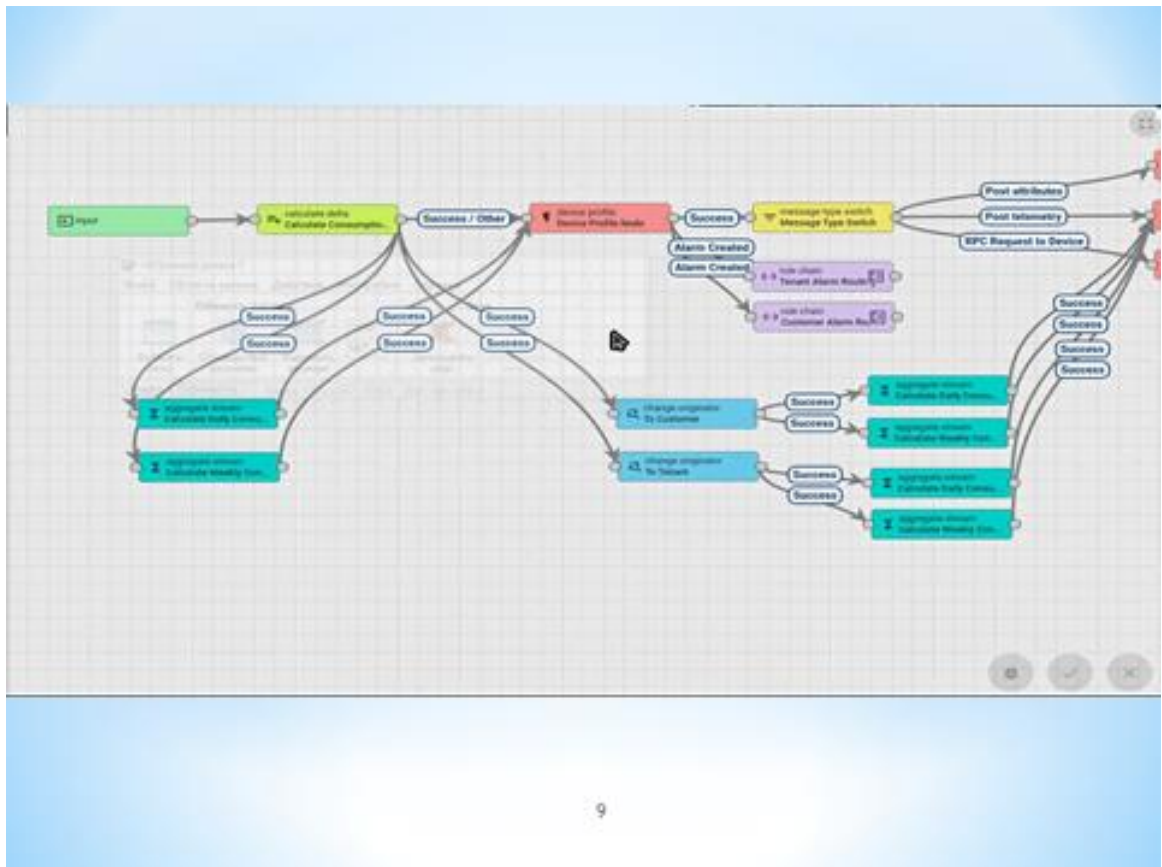 input
calculate delta
Calculate Consumptio...
Success / Other
device profile
Device Profile Node
Success
message type switch
Message Type Switch
Post attributes
Post telemetry
RPC Request to Device
Alarm Created
Alarm Created
rule chain
Tenant Alarm Routing
rule chain
Customer Alarm Ro...
Success
Success
Success
Success
Success
Success
Success
Success
Success
Success
aggregate stream
Calculate Daily Consu...
aggregate stream
Calculate Weekly Con...
change originator
To Customer
change originator
To Tenant
Success
Success
Success
Success
aggregate stream
Calculate Daily Consu...
aggregate stream
Calculate Weekly Con...
aggregate stream
Calculate Daily Consu...
aggregate stream
Calculate Weekly Con...
9